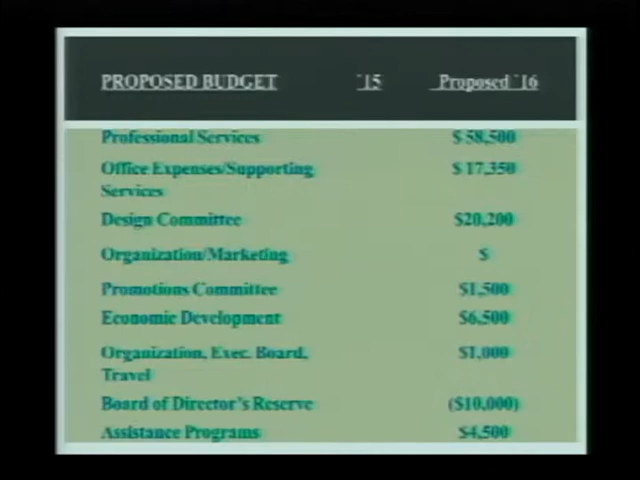 PROPOSED BUDGET `15 Proposed `16
Professional Services $ 58,500
Office Expenses/Supporting $ 17,350
Services
Design Committee $20,200
Organization/Marketing $
Promotions Committee $1,500
Economic Development $6,500
Organization, Exec. Board, $1,000
Travel
Board of Director's Reserve ($10,000)
Assistance Programs $4,500